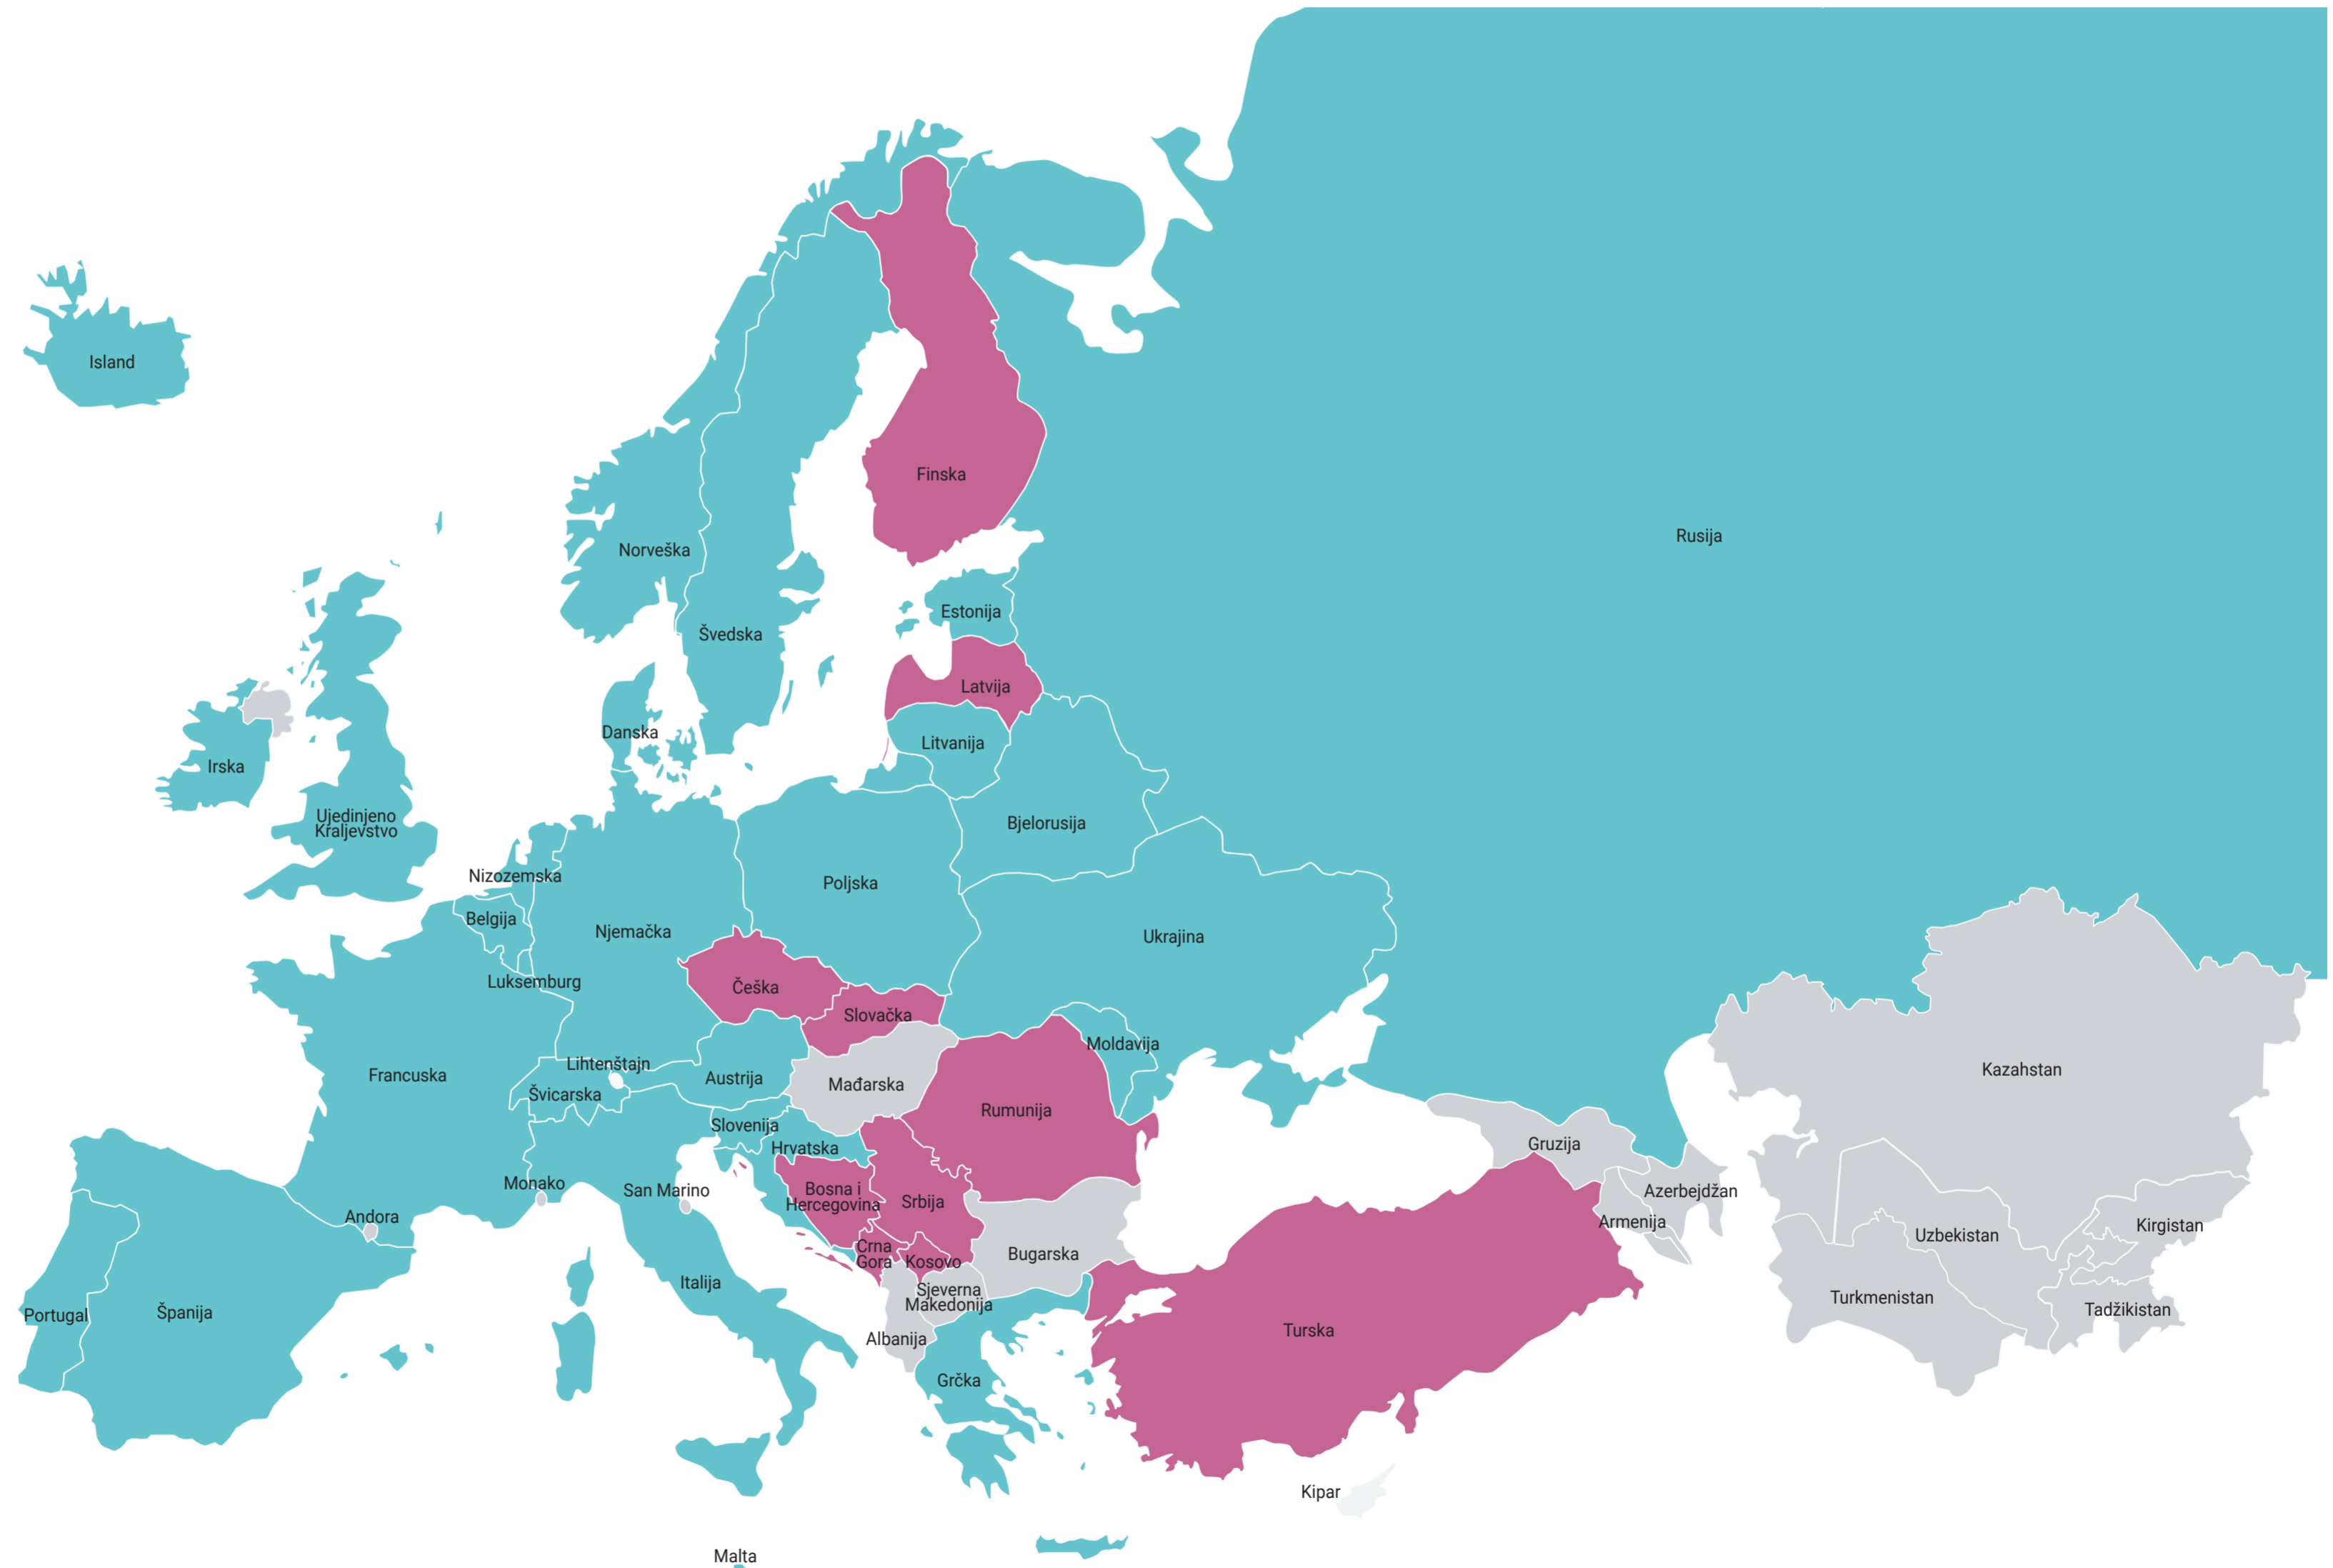 Island
Finska
Rusija
Norveška
Estonija
Švedska
Latvija
Danska
Litvanija
Irska
Ujedinjeno
Kraljevstvo
Bjelorusija
Nizozemska
Poljska
Belgija
Njemačka
Ukrajina
Luksemburg
Češka
Slovačka
Moldavija
Lihtenštajn
Francuska
Austrija
Mađarska
Kazahstan
Švicarska
Rumunija
Slovenija
Hrvatska
Gruzija
Monako
San Marino
Bosna i
Hercegovina
Srbija
Azerbejdžan
Andora
Armenija
Kirgistan
Uzbekistan
Crna
Gora
Kosovo
Bugarska
Italija
Sjeverna
Makedonija
Turkmenistan
Tadžikistan
Portugal
Španija
Albanija
Turska
Grčka
Kipar
Malta